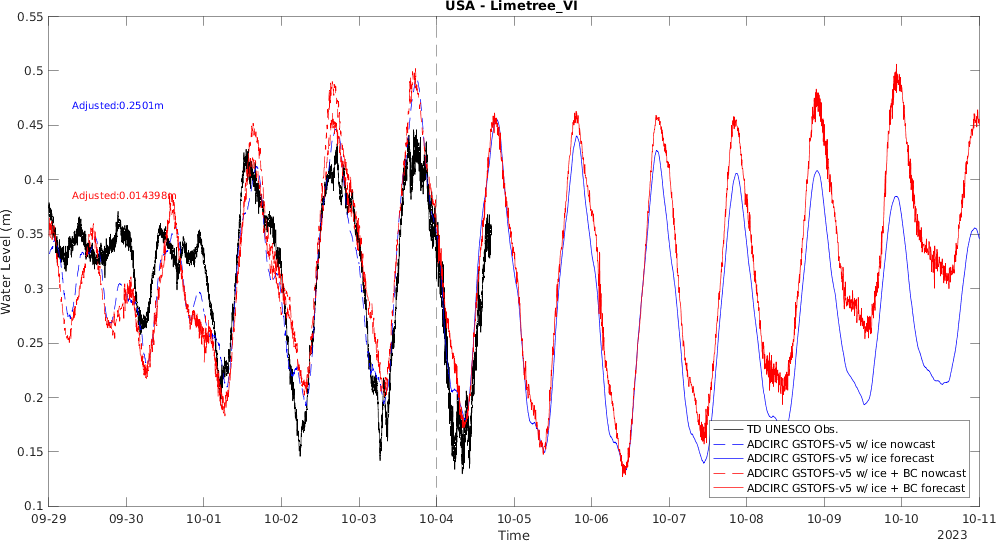 USA - Limetree_VI
Water Level (m)
0.55
0.5
0.45
0.4
0.35
0.3
0.25
0.2
0.15
0.1
Adjusted:0.2501m
Adjusted:0.014398m
TD UNESCO Obs.
ADCIRC GSTOFS-v5 w/ ice nowcast
ADCIRC GSTOFS-v5 w/ ice forecast
ADCIRC GSTOFS-v5 w/ ice + BC nowcast
ADCIRC GSTOFS-v5 w/ ice + BC forecast
09-29 09-30 10-01 10-02 10-03 10-04 10-05 10-06 10-07 10-08 10-09 10-10 10-11
Time
2023